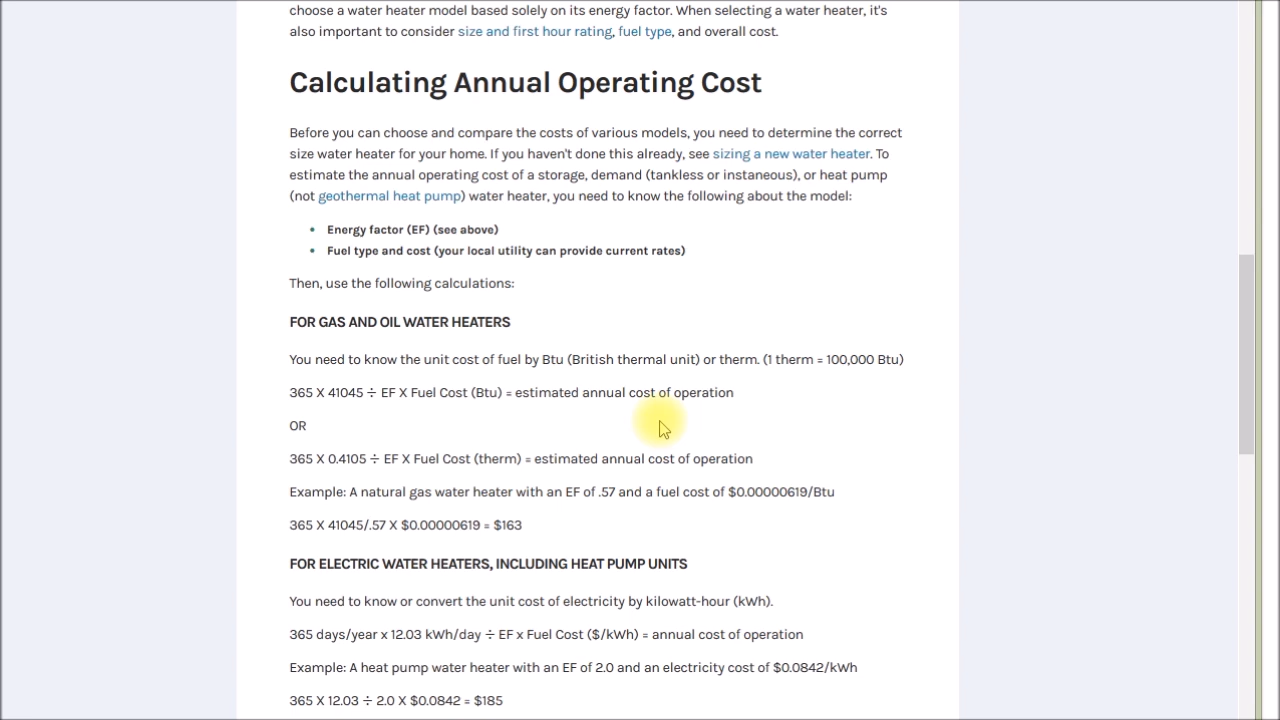 choose a water heater model based solely on its energy factor. When selecting a water heater, it's
also important to consider size and first hour rating, fuel type, and overall cost.
Calculating Annual Operating Cost
Before you can choose and compare the costs of various models, you need to determine the correct
size water heater for your home. If you haven't done this already, see sizing a new water heater. To
estimate the annual operating cost of a storage, demand (tankless or instaneous), or heat pump
(not geothermal heat pump) water heater, you need to know the following about the model:
• Energy factor (EF) (see above)
• Fuel type and cost (your local utility can provide current rates)
Then, use the following calculations:
FOR GAS AND OIL WATER HEATERS
You need to know the unit cost of fuel by Btu (British thermal unit) or therm. (1 therm = 100,000 Btu)
365 X 41045 ÷ EF X Fuel Cost (Btu) = estimated annual cost of operation
OR
365 X 0.4105 ÷ EF X Fuel Cost (therm) = estimated annual cost of operation
Example: A natural gas water heater with an EF of .57 and a fuel cost of $0.00000619/Btu
365 X 41045/.57 X $0.00000619 = $163
FOR ELECTRIC WATER HEATERS, INCLUDING HEAT PUMP UNITS
You need to know or convert the unit cost of electricity by kilowatt-hour (kWh).
365 days/year x 12.03 kWh/day ÷ EF x Fuel Cost ($/kWh) = annual cost of operation
Example: A heat pump water heater with an EF of 2.0 and an electricity cost of $0.0842/kWh
365 X 12.03 ÷ 2.0 X $0.0842 = $185